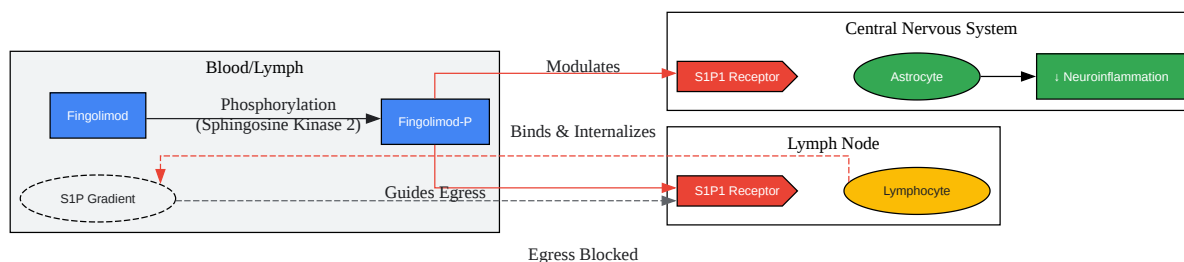 Central Nervous System
S1P1 Receptor
Astrocyte
↓ Neuroinflammation
Modulates
Blood/Lymph
Fingolimod
Phosphorylation
(Sphingosine Kinase 2)
Fingolimod-P
Binds & Internalizes
Lymph Node
S1P1 Receptor
Lymphocyte
S1P Gradient
Guides Egress
Egress Blocked